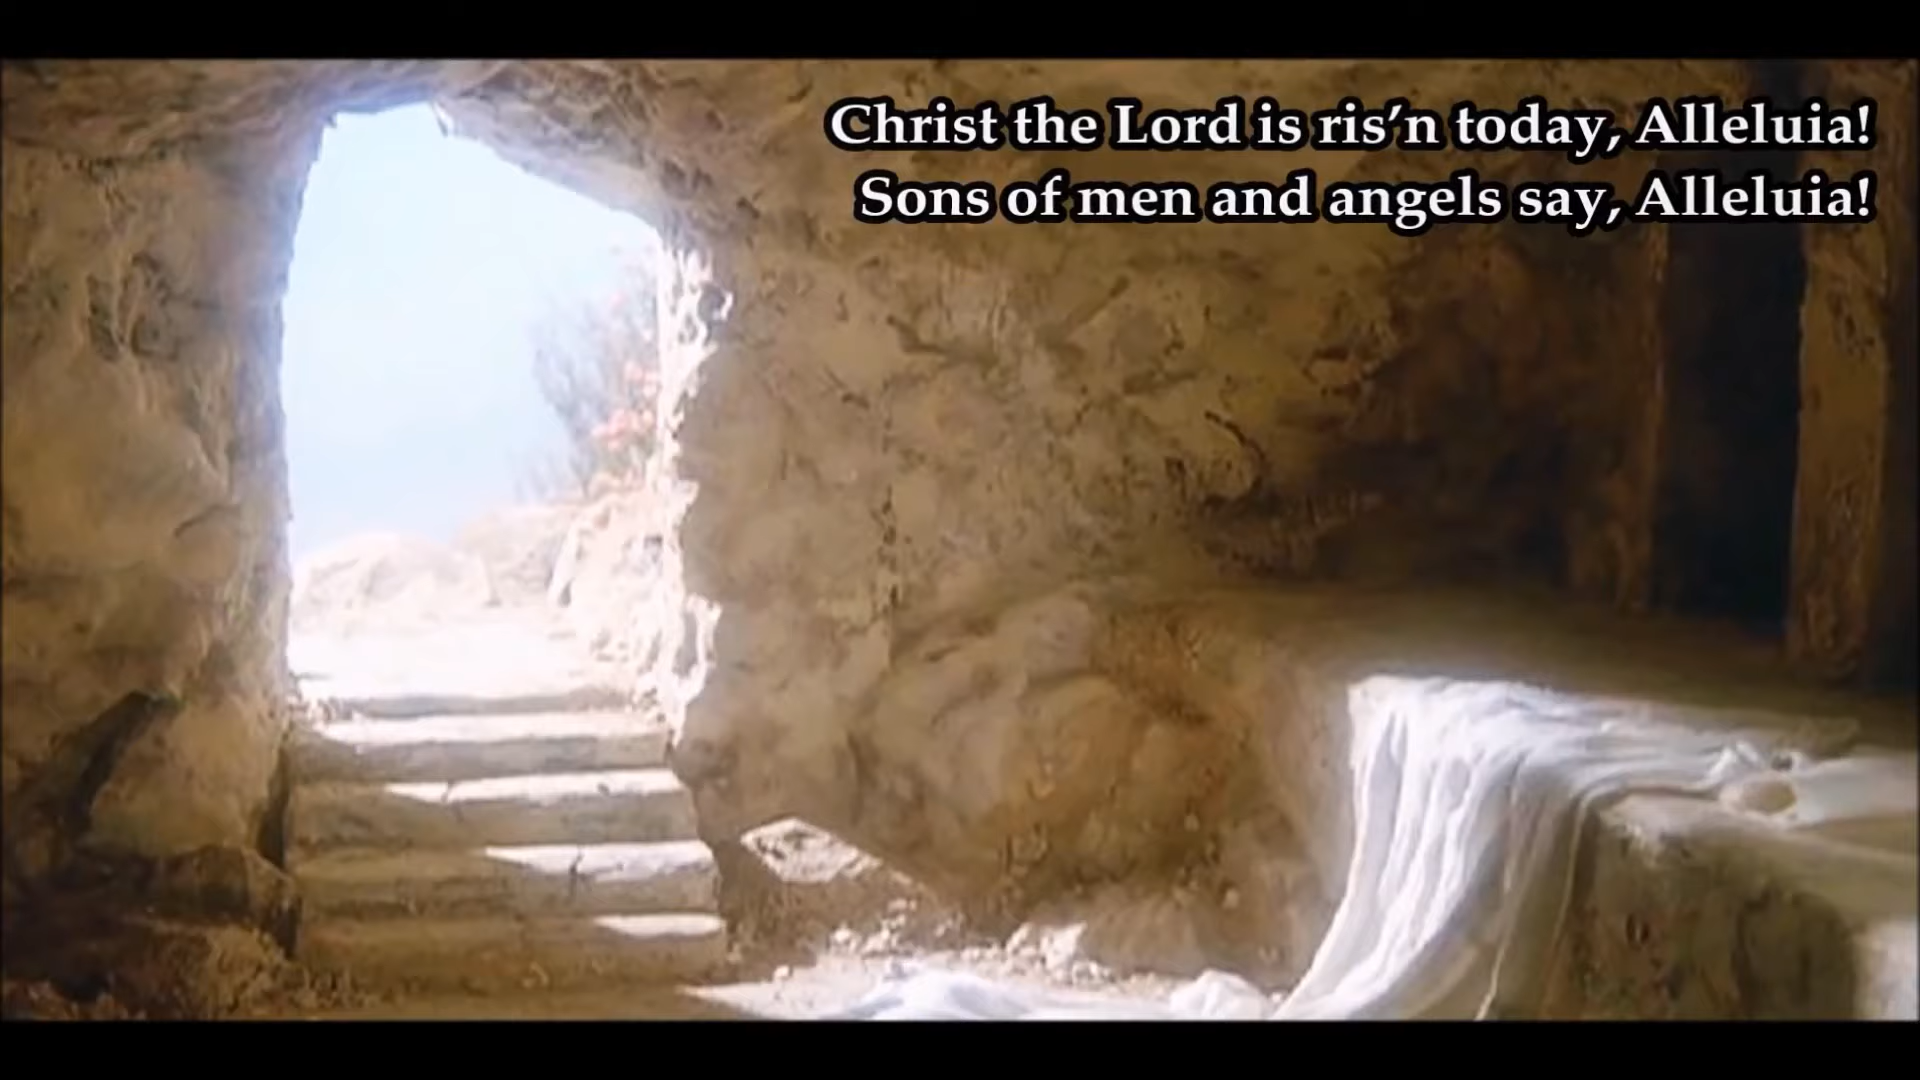 Christ the Lord is ris’n today, Alleluia!
Sons of men and angels say, Alleluia!